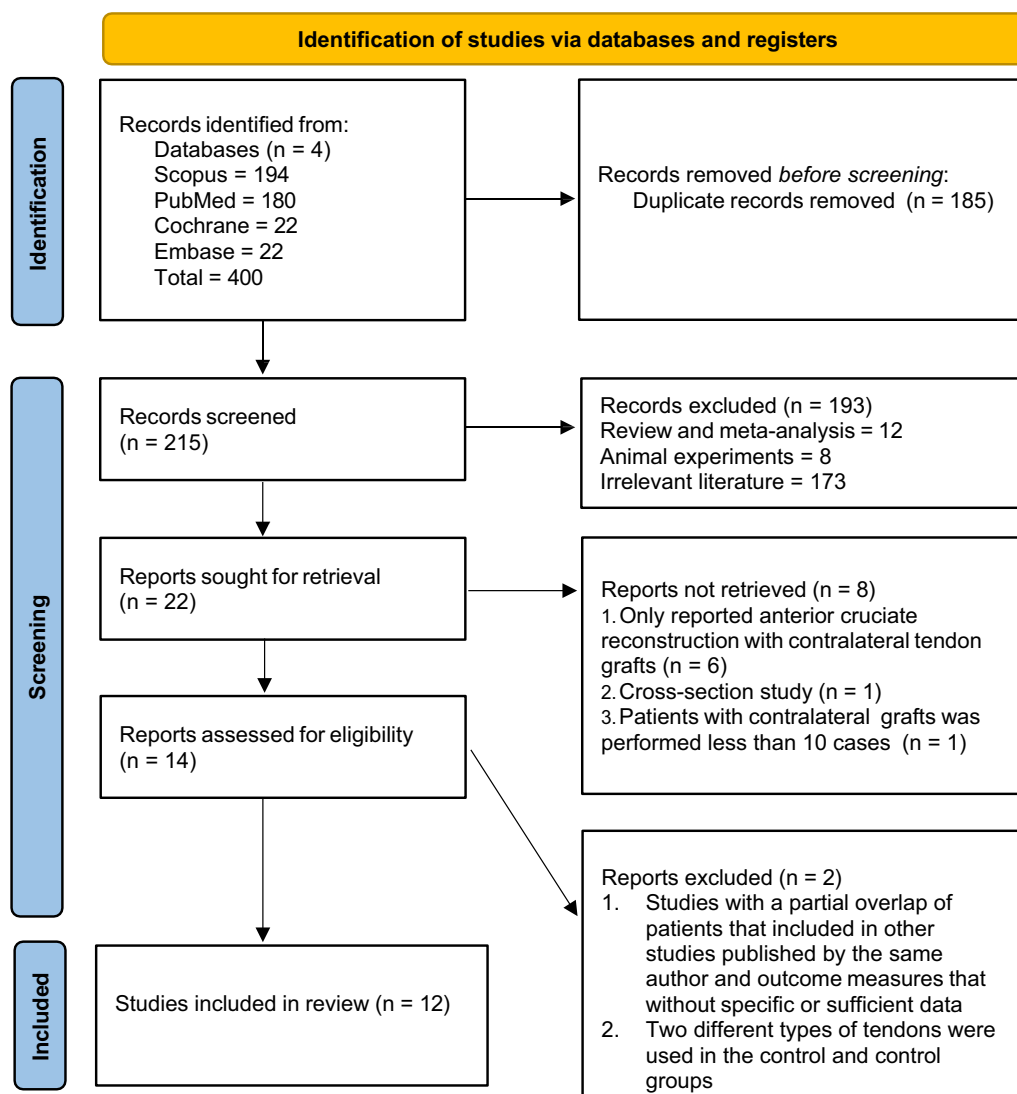 Identification of studies via databases and registers
Identification
Records identified from:
Databases (n = 4)
Scopus = 194
PubMed = 180
Cochrane = 22
Embase = 22
Total = 400
Records removed before screening:
Duplicate records removed (n = 185)
Screening
Records screened
(n = 215)
Records excluded (n = 193)
Review and meta-analysis = 12
Animal experiments = 8
Irrelevant literature = 173
Reports sought for retrieval
(n = 22)
Reports not retrieved (n = 8)
1. Only reported anterior cruciate
reconstruction with contralateral tendon
grafts (n = 6)
2. Cross-section study (n = 1)
3. Patients with contralateral grafts was
performed less than 10 cases (n = 1)
Reports assessed for eligibility
(n = 14)
Reports excluded (n = 2)
1. Studies with a partial overlap of
patients that included in other
studies published by the same
author and outcome measures that
without specific or sufficient data
2. Two different types of tendons were
used in the control and control
groups
Included
Studies included in review (n = 12)